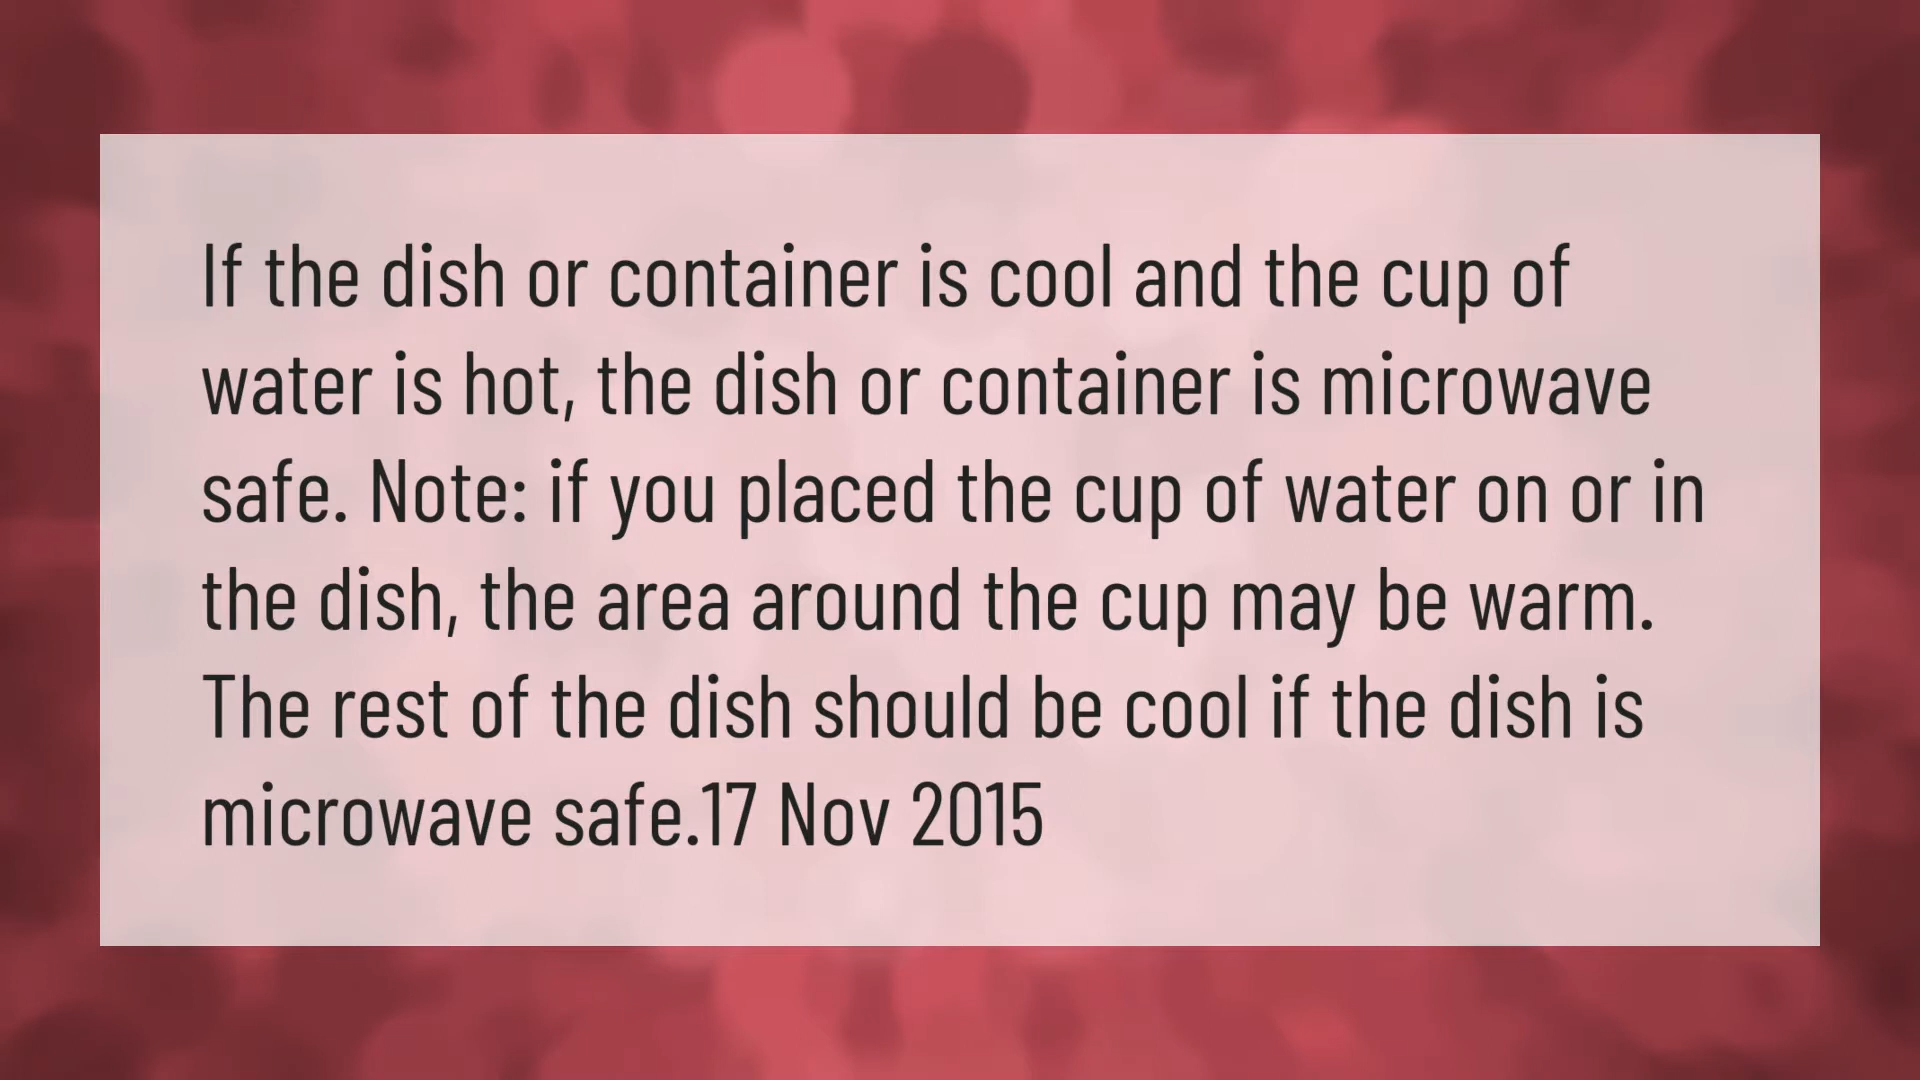 If the dish or container is cool and the cup of
water is hot, the dish or container is microwave
safe. Note: if you placed the cup of water on or in
the dish, the area around the cup may be warm.
The rest of the dish should be cool if the dish is
microwave safe.17 Nov 2015